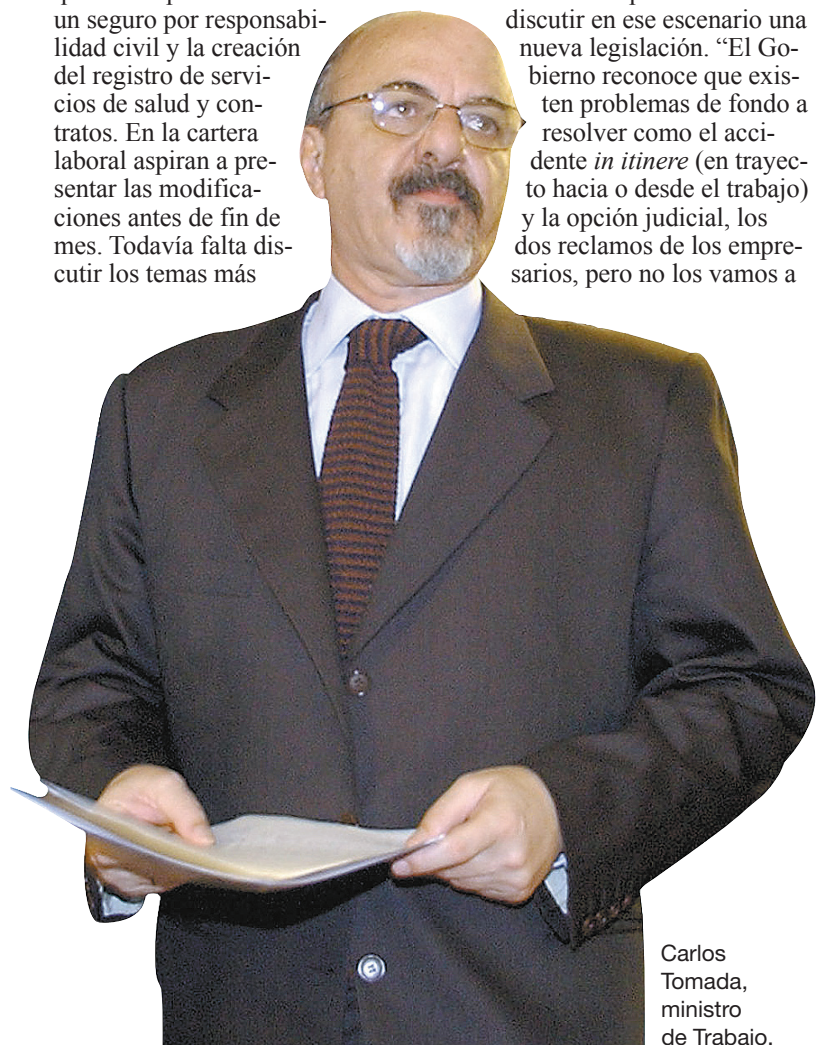 un seguro por responsabi-
lidad civil y la creación
del registro de servi-
cios de salud y con-
tratos. En la cartera
laboral aspiran a pre-
sentar las modifica-
ciones antes de fin de
mes. Todavía falta dis-
cutir los temas más
discutir en ese escenario una
nueva legislación. “El Go-
bierno reconoce que exis-
ten problemas de fondo a
resolver como el acci-
dente in itinere (en trayec-
to hacia o desde el trabajo)
y la opción judicial, los
dos reclamos de los empre-
sarios, pero no los vamos a
Carlos
Tomada,
ministro
de Trabajo.